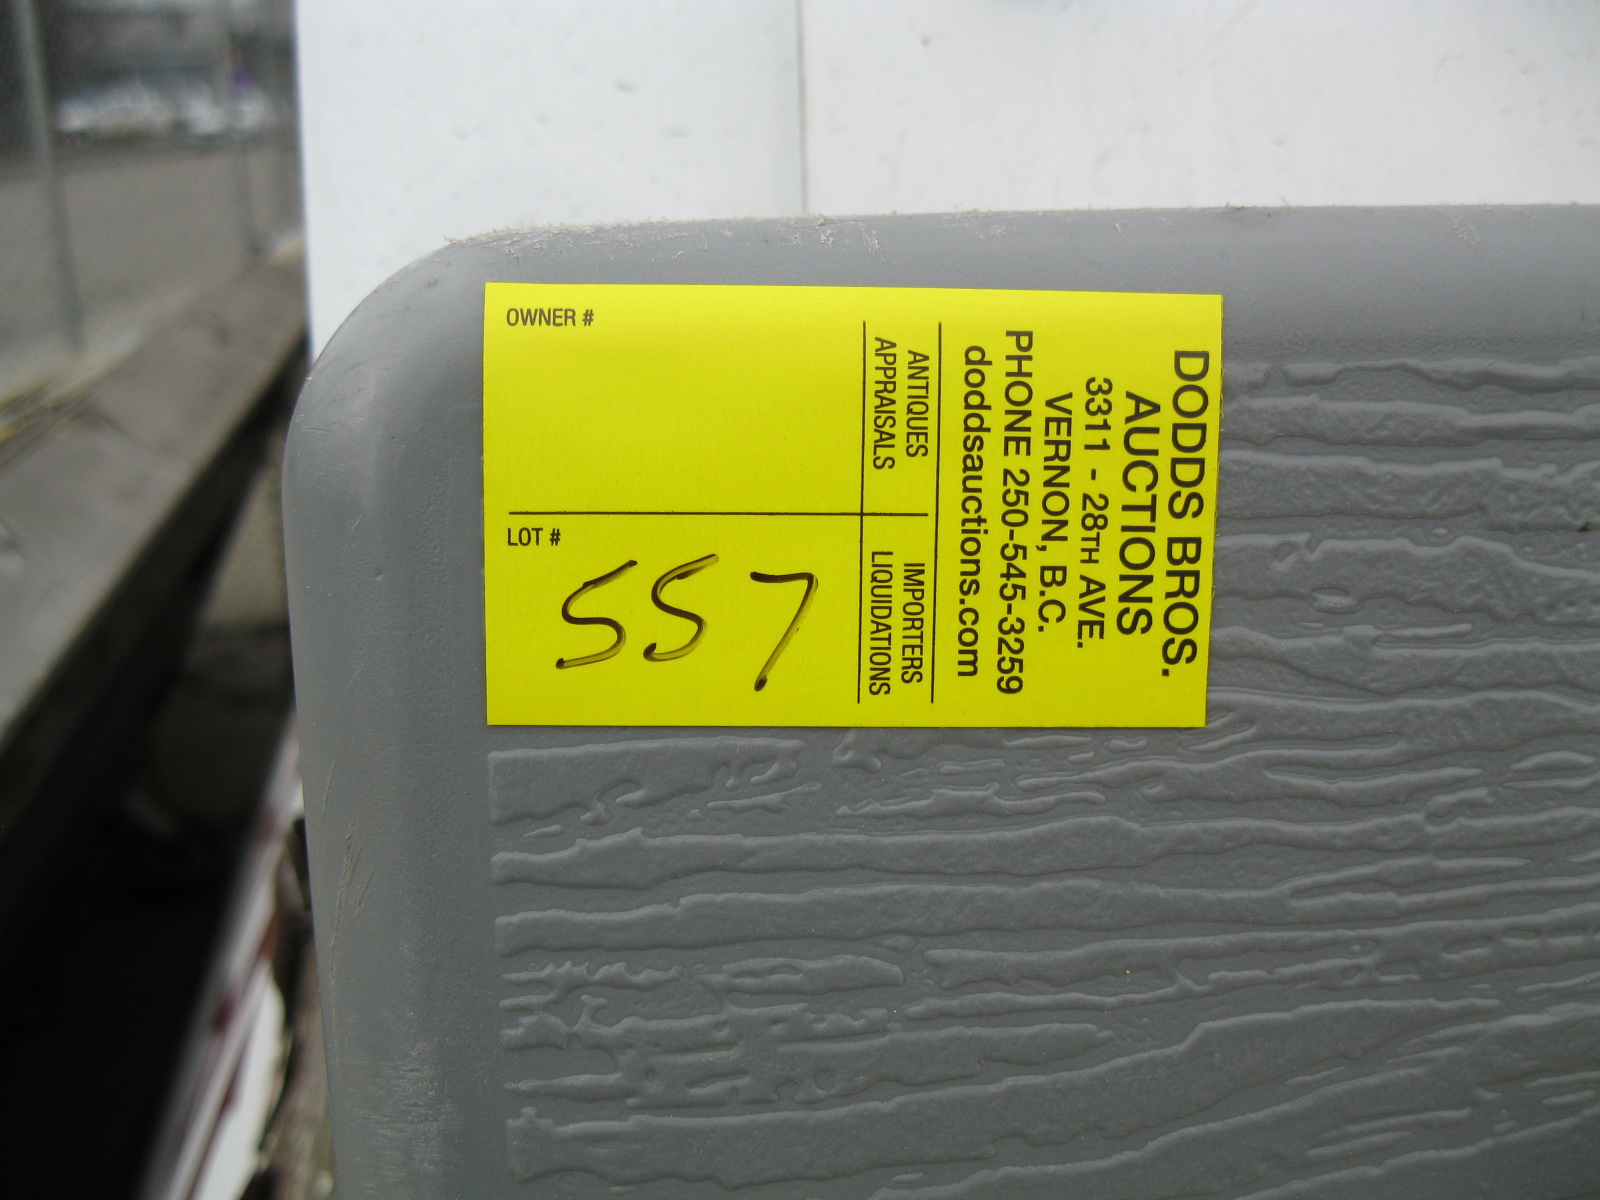 DODDS BROS.
AUCTIONS
3311 - 28TH AVE.
VERNON, B.C.
PHONE 250-545-3259
doddsauctions.com
ANTIQUES
APPRAISALS
IMPORTERS
LIQUIDATIONS
OWNER #
LOT #
557